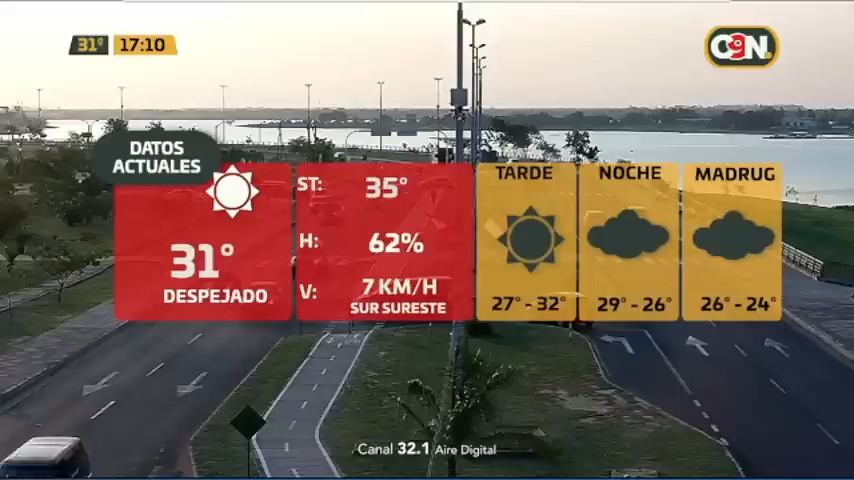 31° 17:10
C9N.
DATOS
ACTUALES
31°
DESPEJADO
ST: 35°
H: 62%
V: 7 KM/H
SUR SURESTE
TARDE
27° - 32°
NOCHE
29° - 26°
MADRUG
26° - 24°
Canal 32.1 Aire Digital